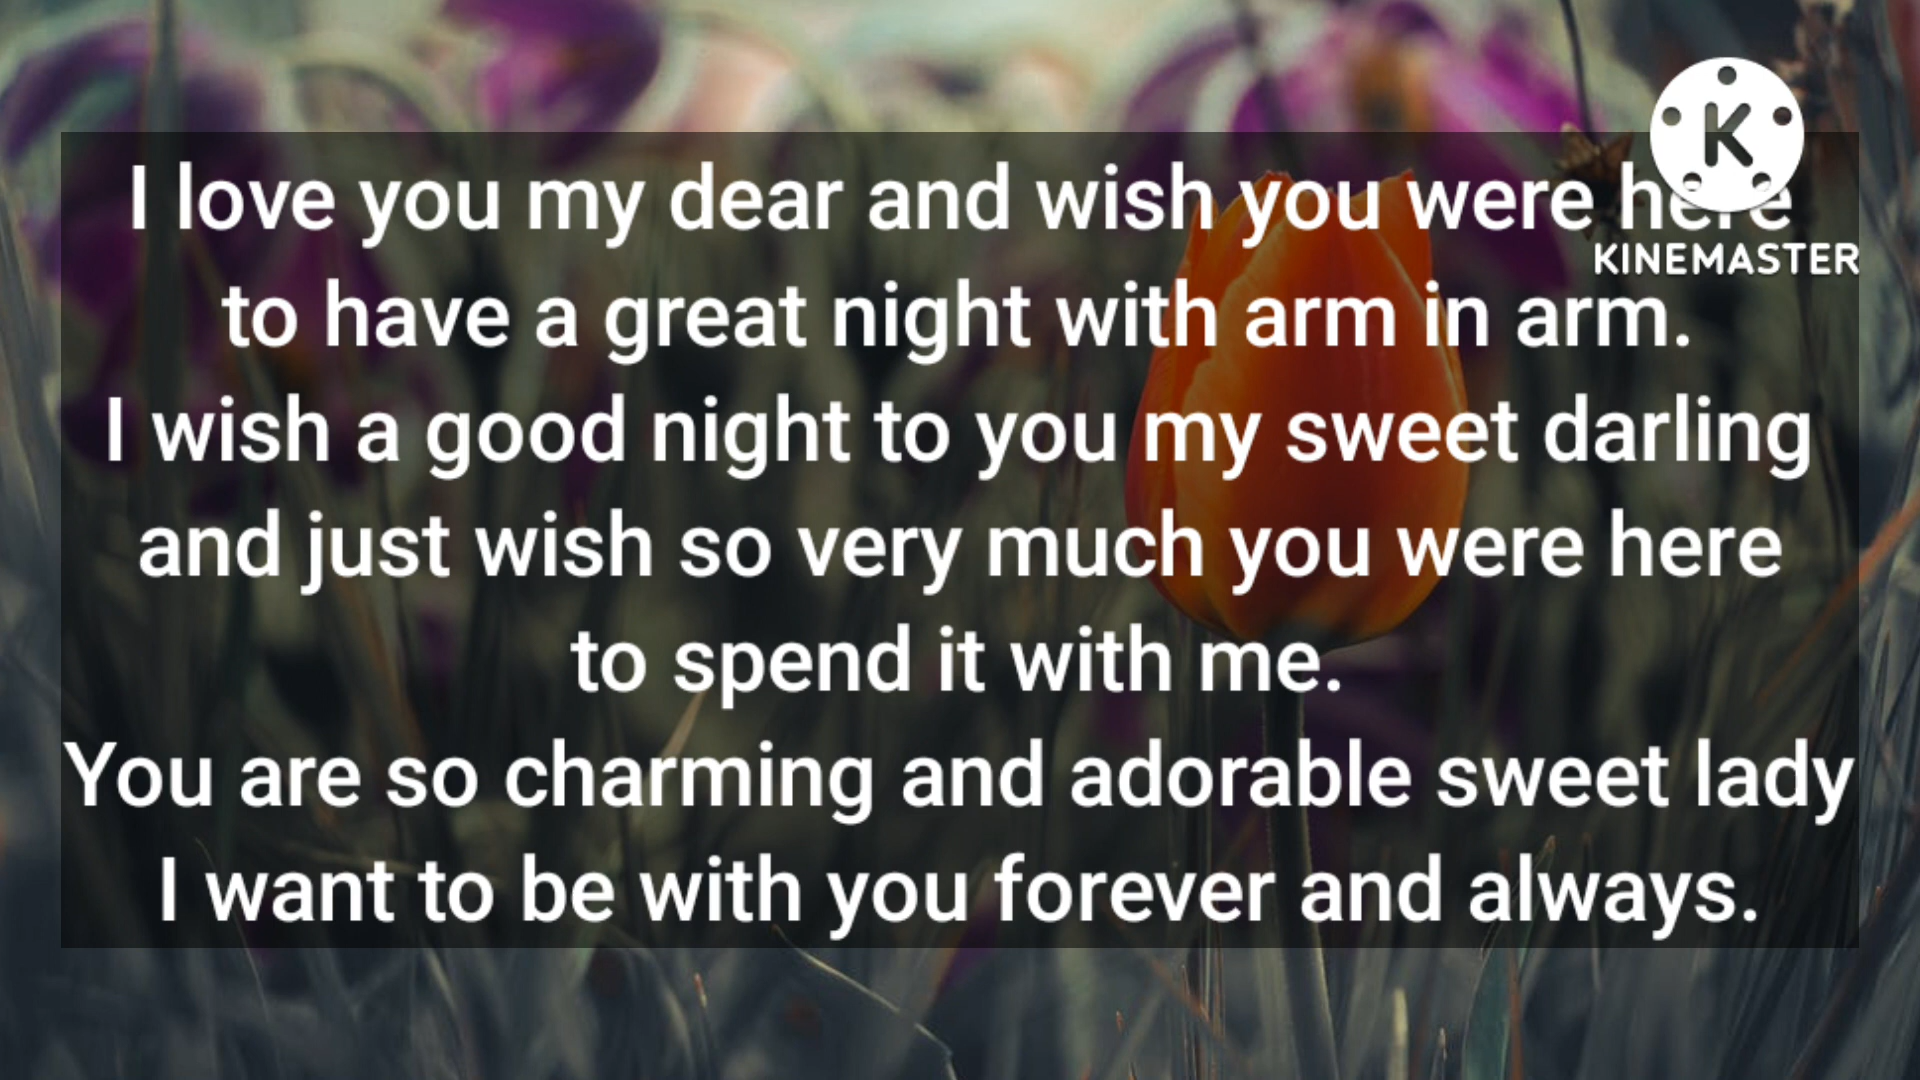 I love you my dear and wish you were here
KINEMASTER
to have a great night with arm in arm.
I wish a good night to you my sweet darling
and just wish so very much you were here
to spend it with me.
You are so charming and adorable sweet lady
I want to be with you forever and always.